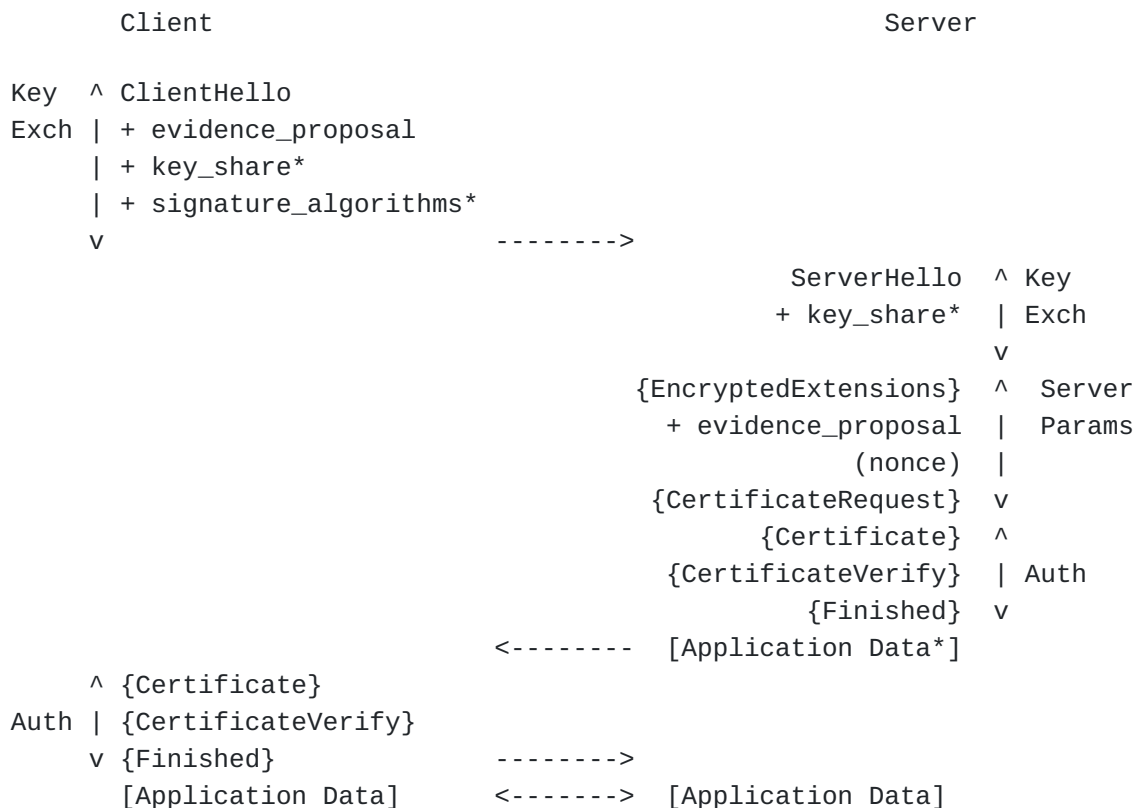 Client                                           Server

Key  ^ ClientHello
Exch | + evidence_proposal
     | + key_share*
     | + signature_algorithms*
     v                         -------->
                                                  ServerHello  ^ Key
                                                 + key_share*  | Exch
                                                               v
                                        {EncryptedExtensions}  ^  Server
                                          + evidence_proposal  |  Params
                                                      (nonce)  |
                                         {CertificateRequest}  v
                                                {Certificate}  ^
                                          {CertificateVerify}  | Auth
                                                   {Finished}  v
                               <--------  [Application Data*]
     ^ {Certificate}
Auth | {CertificateVerify}
     v {Finished}              -------->
       [Application Data]      <------->  [Application Data]